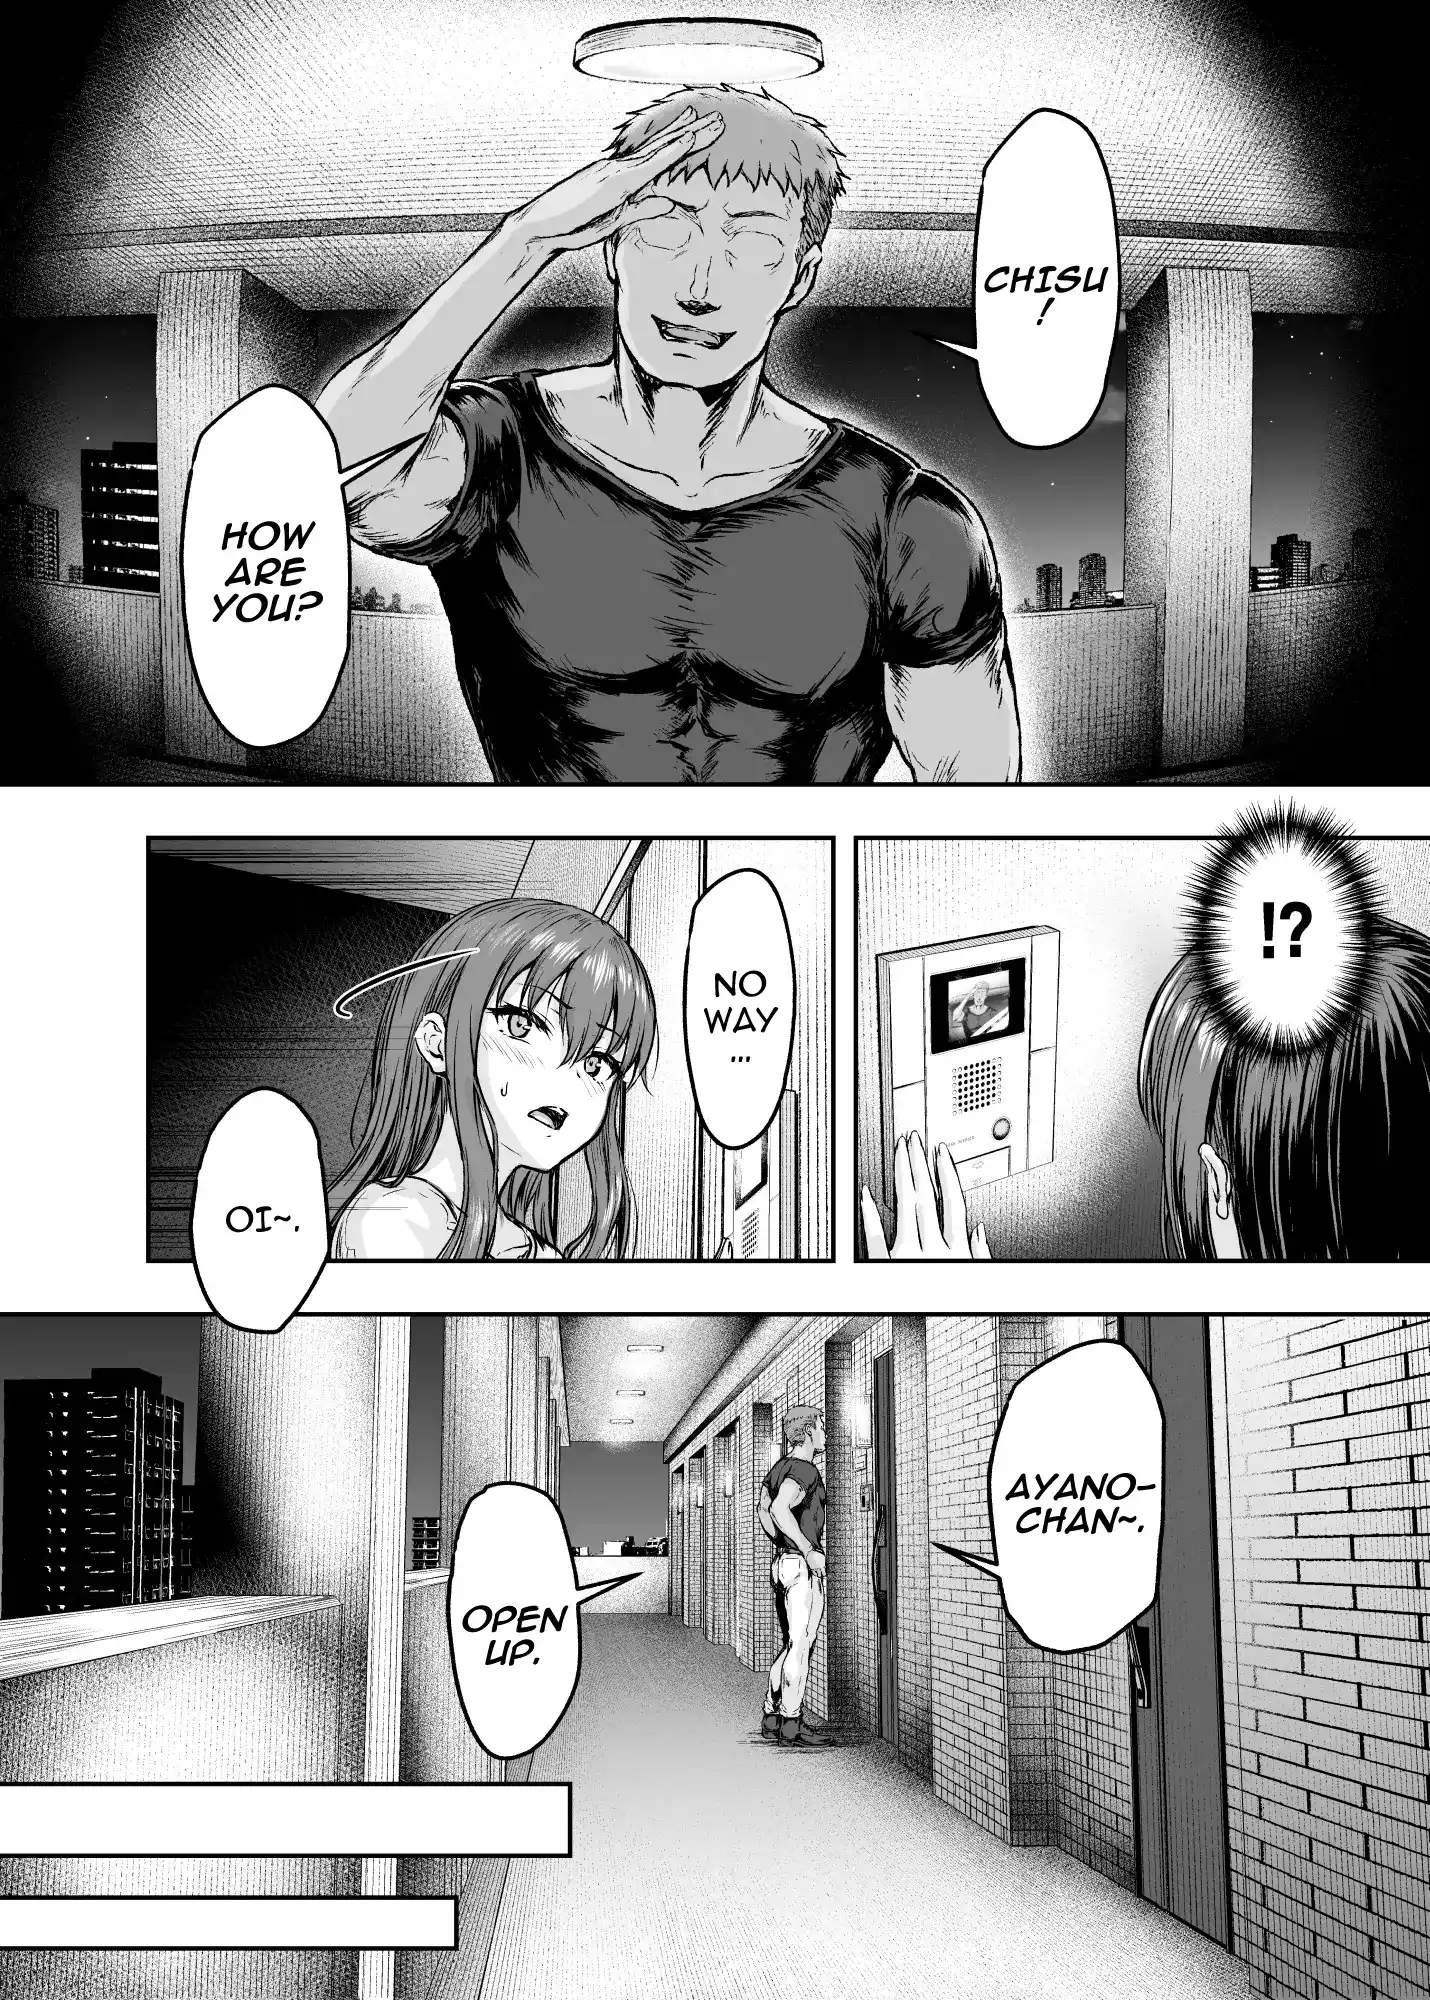 CHISU
!
HOW
ARE
YOU?
!?
NO
WAY
...
OI~.
AYANO-
CHAN~.
OPEN
UP.